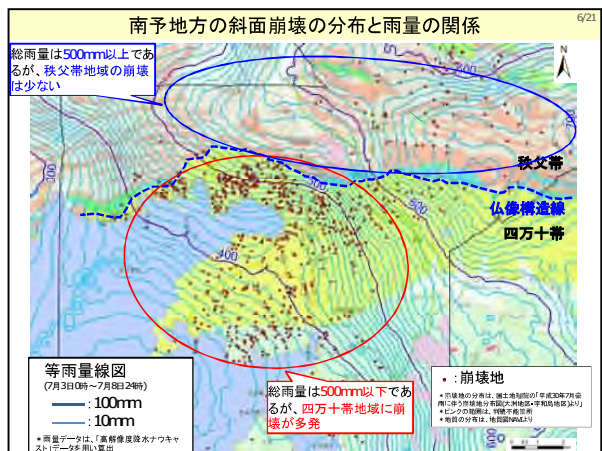 南予地方の斜面崩壊の分布と雨量の関係
6/21
総雨量は500mm以上であ
るが、秩父帯地域の崩壊
は少ない
N
600
700
秩父帯
500
仏像構造線
500
四万十帯
400
等雨量線図
(7月3日0時～7月8日24時)
：100mm
：10mm
＊雨量データは、「高解像度降水ナウキャ
スト」データを用い算出
総雨量は500mm以下であ
るが、四万十帯地域に崩
壊が多発
：崩壊地
＊崩壊地の分布は、国土地理院の「平成30年7月豪
雨に伴う崩壊地分布図(大洲地区・宇和島地区)」より
＊ピンクの範囲は、判読不能箇所
＊地質の分布は、地質図NAVIより